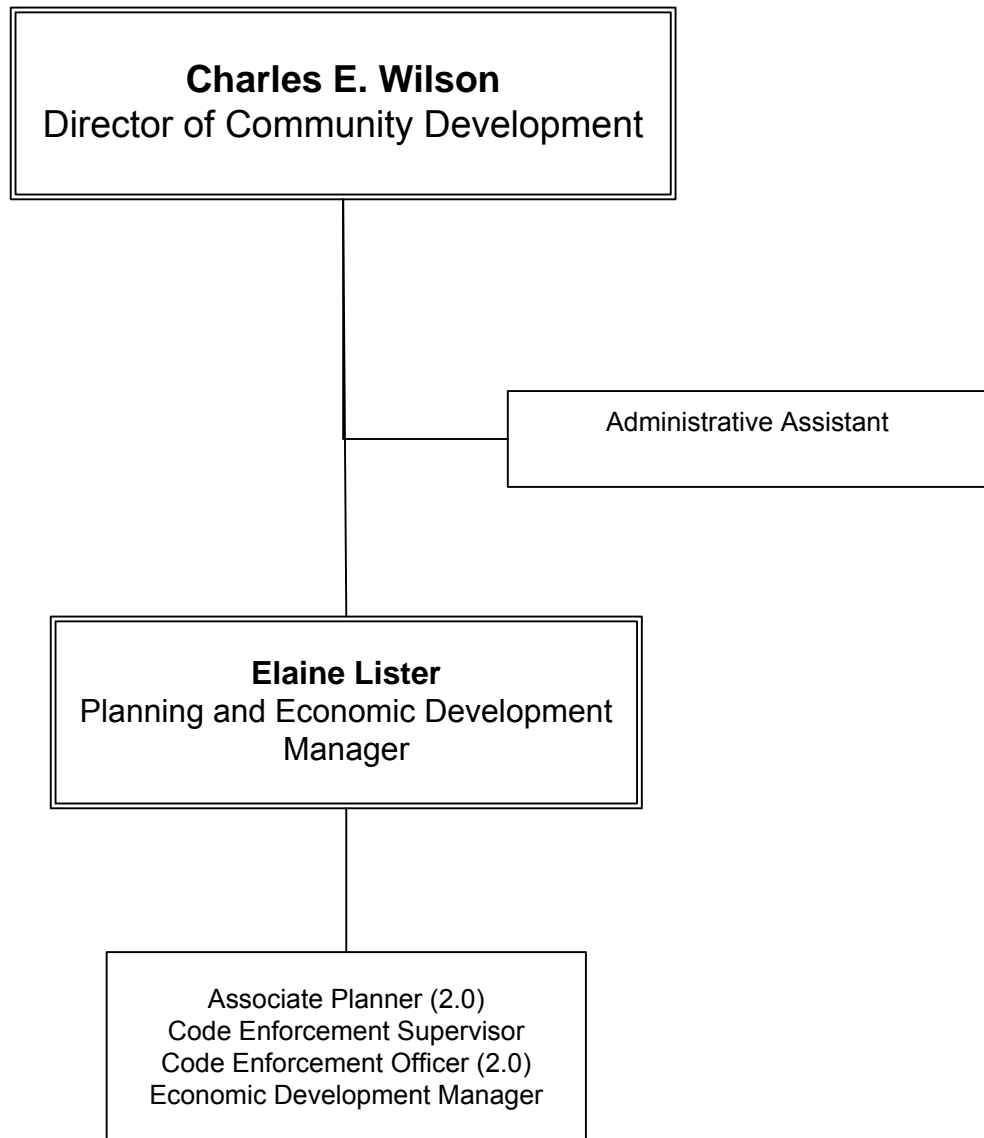 Charles E. Wilson
Director of Community Development
Administrative Assistant
Elaine Lister
Planning and Economic Development
Manager
Associate Planner (2.0)
Code Enforcement Supervisor
Code Enforcement Officer (2.0)
Economic Development Manager